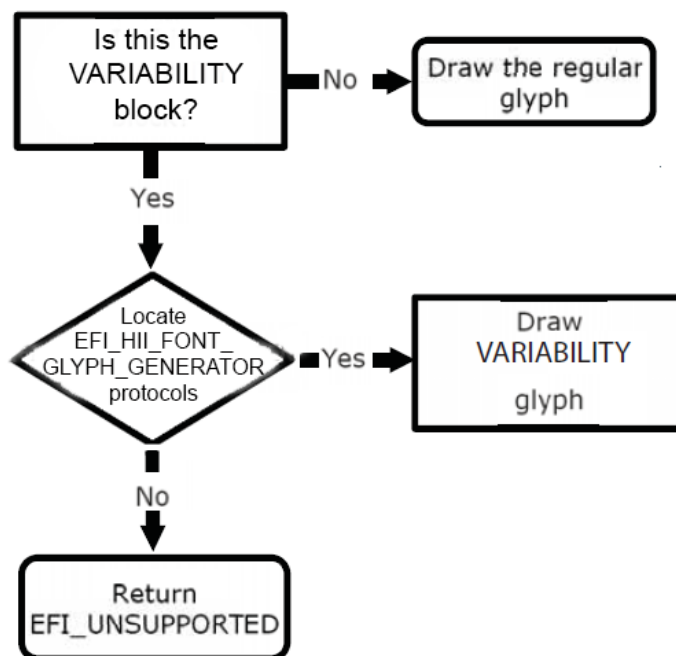 Is this the
VARIABILITY
block?
No
Draw the regular
glyph
Yes
Locate
EFI_HII_FONT_
GLYPH_GENERATOR
protocols
Yes
Draw
VARIABILITY
glyph
No
Return
EFI_UNSUPPORTED